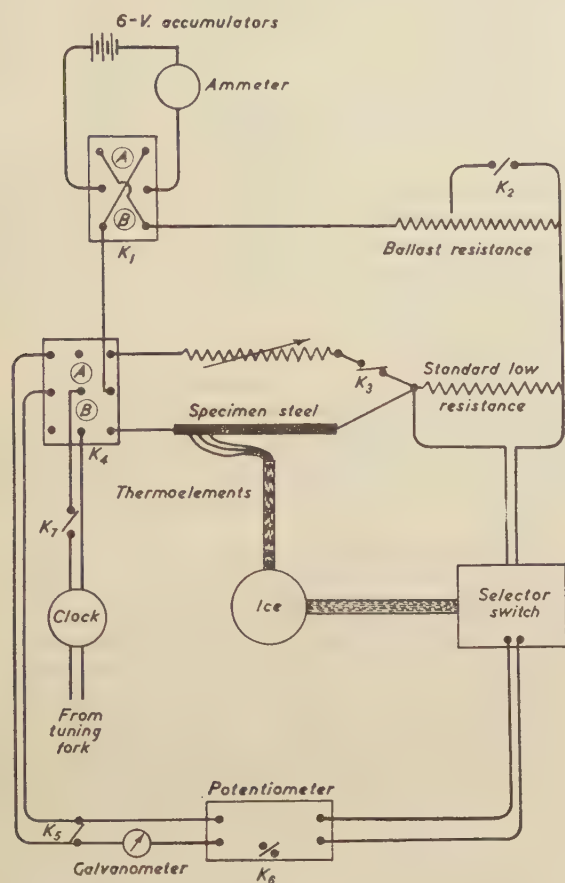 6-V. accumulators
Ammeter
A
B
K1
K2
Ballast resistance
A
B
K4
K3
Standard low
resistance
Specimen steel
Thermoelements
K7
Ice
Selector
switch
Clock
From
tuning
fork
Potentiometer
K5
Galvanometer
K6